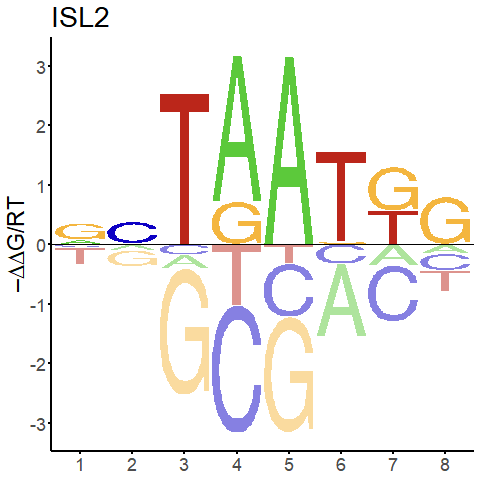 ISL2
−ΔΔG/RT
3
2
1
0
-1
-2
-3
G C T A A T G G
A G T T G
T G C T T G C A
A C C A C C
G C G T
1 2 3 4 5 6 7 8